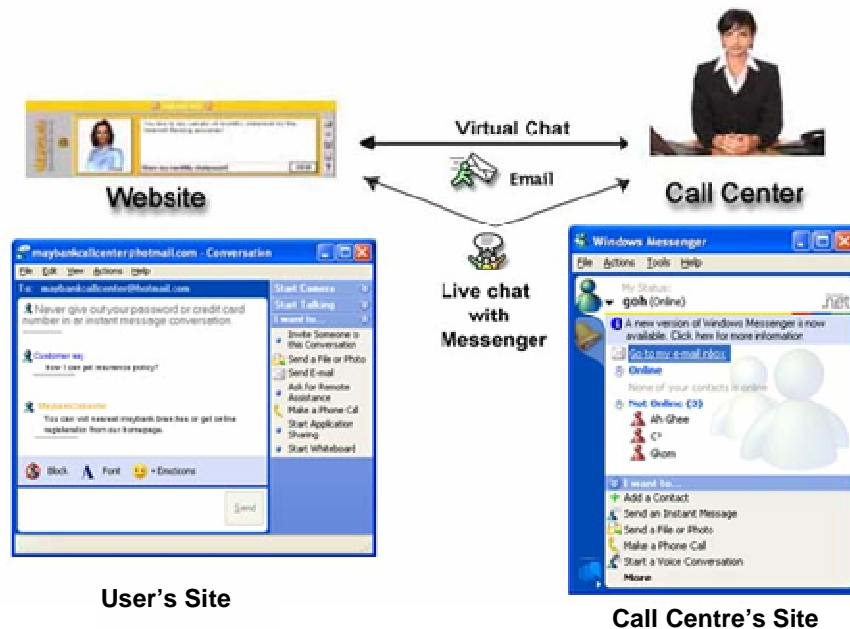 Virtual Chat
Email
Website
Call Center
Live chat
with
Messenger
maybankcallcenter@hotmail.com - Conversation
File Edit View Actions Help
To: maybankcallcenter@hotmail.com
Never give out your password or credit card
number in an instant message conversation
Customer say
how I can get insurance policy?
You can visit nearest maybank branches or get online
registeration from our homepage.
Block Font Emoticons
Send
Start Camera
Start Talking
I want to...
Invite Someone to
this Conversation
Send a File or Photo
Send E-mail
Ask for Remote
Assistance
Make a Phone Call
Start Application
Sharing
Start Whiteboard
User's Site
Windows Messenger
File Actions Tools Help
My Status:
goh (Online)
.net
A new version of Windows Messenger is now
available. Click here for more information
Go to my e-mail inbox
Online
None of your contacts is online
Not Online (3)
Ah Ghee
Gkom
I want to...
Add a Contact
Send an Instant Message
Send a File or Photo
Make a Phone Call
Start a Voice Conversation
More
Call Centre's Site